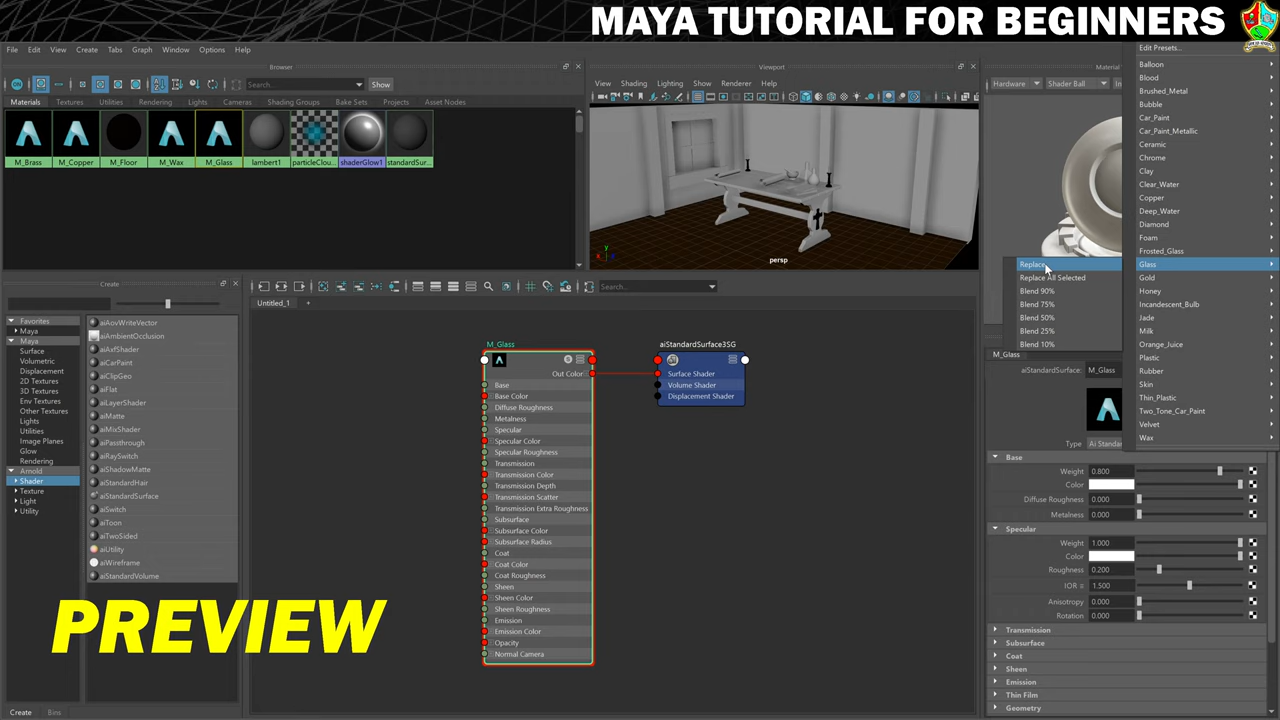 MAYA TUTORIAL FOR BEGINNERS
File Edit View Create Tabs Graph Window Options Help
Browser
Search... Show
Materials Textures Utilities Rendering Lights Cameras Shading Groups Bake Sets Projects Asset Nodes
M_Brass M_Copper M_Floor M_Wax M_Glass lambert1 particleClou... shaderGlow1 standardSur...
Viewport
View Shading Lighting Show Renderer Help
persp
Material
Hardware Shader Ball
Edit Presets...
Balloon
Blood
Brushed_Metal
Bubble
Car_Paint
Car_Paint_Metallic
Ceramic
Chrome
Clay
Clear_Water
Copper
Deep_Water
Diamond
Foam
Frosted_Glass
Glass
Gold
Honey
Incandescent_Bulb
Jade
Milk
Orange_Juice
Plastic
Rubber
Skin
Thin_Plastic
Two_Tone_Car_Paint
Velvet
Wax
Replace
Replace All Selected
Blend 90%
Blend 75%
Blend 50%
Blend 25%
Blend 10%
Create
Favorites
Maya
Maya
Surface
Volumetric
Displacement
2D Textures
3D Textures
Env Textures
Other Textures
Lights
Utilities
Image Planes
Glow
Rendering
Arnold
Shader
Texture
Light
Utility
aiAovWriteVector
aiAmbientOcclusion
aiAxfShader
aiCarPaint
aiClipGeo
aiFlat
aiLayerShader
aiMatte
aiMixShader
aiPassthrough
aiRaySwitch
aiShadowMatte
aiStandardHair
aiStandardSurface
aiSwitch
aiToon
aiTwoSided
aiUtility
aiWireframe
aiStandardVolume
Create Bins
Search...
Untitled_1 +
M_Glass
Out Color
Base
Base Color
Diffuse Roughness
Metalness
Specular
Specular Color
Specular Roughness
Transmission
Transmission Color
Transmission Depth
Transmission Scatter
Transmission Extra Roughness
Subsurface
Subsurface Color
Subsurface Radius
Coat
Coat Color
Coat Roughness
Sheen
Sheen Color
Sheen Roughness
Emission
Emission Color
Opacity
Normal Camera
aiStandardSurface3SG
Surface Shader
Volume Shader
Displacement Shader
M_Glass
aiStandardSurface: M_Glass
Type Ai Standar
Base
Weight 0.800
Color
Diffuse Roughness 0.000
Metalness 0.000
Specular
Weight 1.000
Color
Roughness 0.200
IOR = 1.500
Anisotropy 0.000
Rotation 0.000
Transmission
Subsurface
Coat
Sheen
Emission
Thin Film
Geometry
PREVIEW